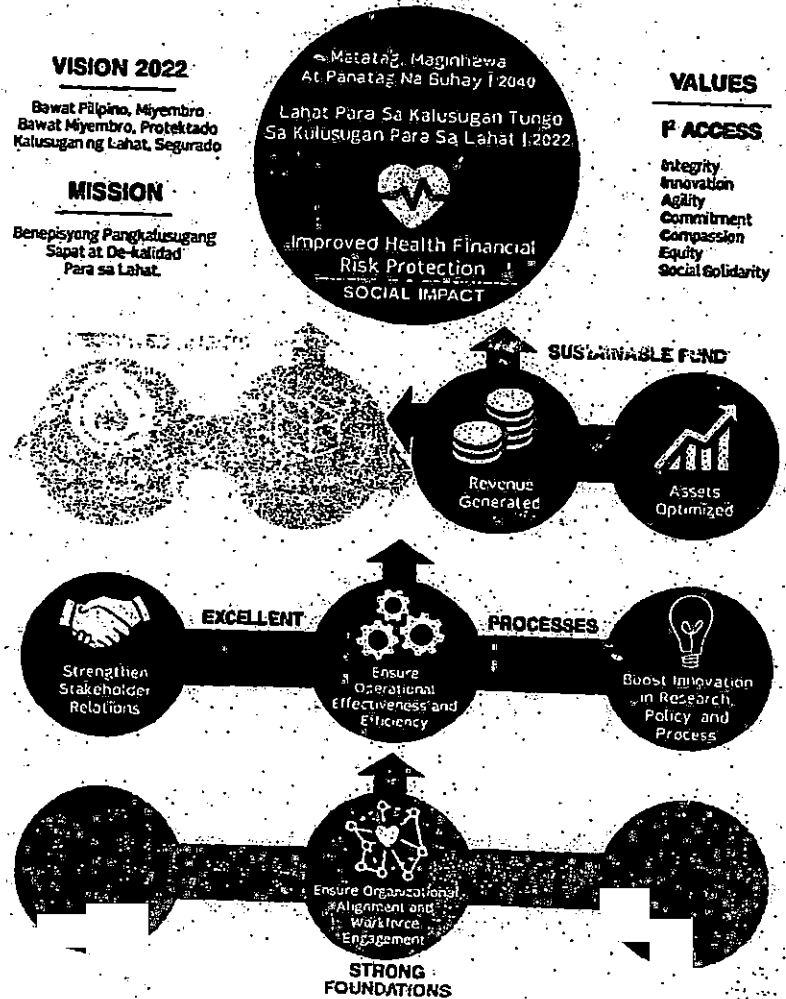 VISION 2022
Bawat Pilipino, Miyembro
Bawat Miyembro, Protektado
Kalusugan ng Lahat, Segurado
MISSION
Benepisyong Pangkalusugang
Sapat at De-kalidad
Para sa Lahat.
Matatag, Maginhawa
At Panatag Na Buhay | 2040
Lahat Para Sa Kalusugan Tungo
Sa Kulusugan Para Sa Lahat | 2022
Improved Health Financial
Risk Protection
SOCIAL IMPACT
VALUES
I² ACCESS
Integrity
Innovation
Agility
Commitment
Compassion
Equity
Social Solidarity
SUSTAINABLE FUND
Revenue
Generated
Assets
Optimized
EXCELLENT
PROCESSES
Strengthen
Stakeholder
Relations
Ensure
Operational
Effectiveness and
Efficiency
Boost Innovation
in Research,
Policy and
Process
Ensure Organizational
Alignment and
Workforce
Engagement
STRONG
FOUNDATIONS